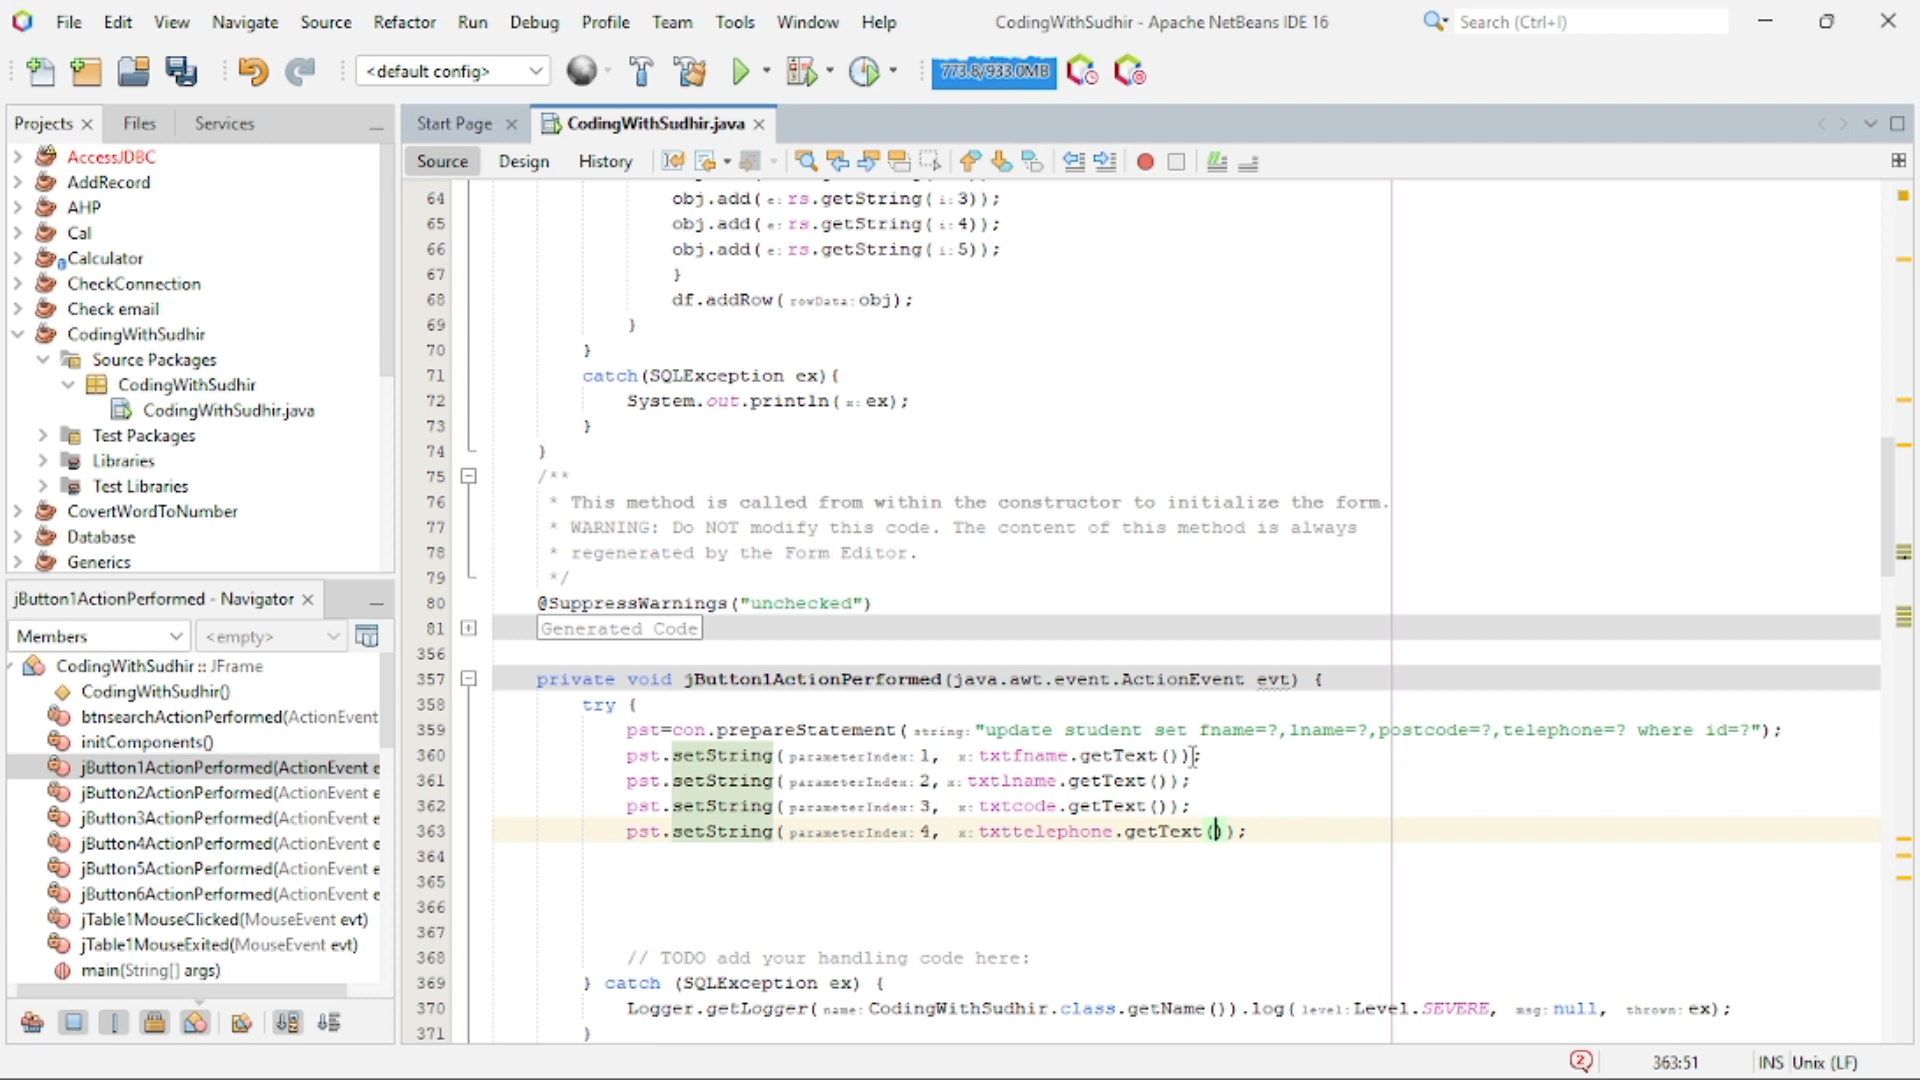 File Edit View Navigate Source Refactor Run Debug Profile Team Tools Window Help CodingWithSudhir - Apache NetBeans IDE 16 Search (Ctrl+I)
<default config> 773.8/933.0MB
Projects Files Services Start Page CodingWithSudhir.java
Source Design History
AccessJDBC
AddRecord
AHP
Cal
Calculator
CheckConnection
Check email
CodingWithSudhir
Source Packages
CodingWithSudhir
CodingWithSudhir.java
Test Packages
Libraries
Test Libraries
CovertWordToNumber
Database
Generics
jButton1ActionPerformed - Navigator
Members <empty>
CodingWithSudhir :: JFrame
CodingWithSudhir()
btnsearchActionPerformed(ActionEvent
initComponents()
jButton1ActionPerformed(ActionEvent e
jButton2ActionPerformed(ActionEvent e
jButton3ActionPerformed(ActionEvent e
jButton4ActionPerformed(ActionEvent e
jButton5ActionPerformed(ActionEvent e
jButton6ActionPerformed(ActionEvent e
jTable1MouseClicked(MouseEvent evt)
jTable1MouseExited(MouseEvent evt)
main(String[] args)
64 obj.add( e: rs.getString( i: 3));
65 obj.add( e: rs.getString( i: 4));
66 obj.add( e: rs.getString( i: 5));
67 }
68 df.addRow( rowData: obj);
69 }
70 }
71 catch(SQLException ex){
72 System.out.println( x: ex);
73 }
74 }
75 /**
76 * This method is called from within the constructor to initialize the form.
77 * WARNING: Do NOT modify this code. The content of this method is always
78 * regenerated by the Form Editor.
79 */
80 @SuppressWarnings("unchecked")
81 Generated Code
356
357 private void jButton1ActionPerformed(java.awt.event.ActionEvent evt) {
358 try {
359 pst=con.prepareStatement( string: "update student set fname=?,lname=?,postcode=?,telephone=? where id=?");
360 pst.setString( parameterIndex: 1, x: txtfname.getText());
361 pst.setString( parameterIndex: 2, x: txtlname.getText());
362 pst.setString( parameterIndex: 3, x: txtcode.getText());
363 pst.setString( parameterIndex: 4, x: txttelephone.getText());
364
365
366
367
368 // TODO add your handling code here:
369 } catch (SQLException ex) {
370 Logger.getLogger( name: CodingWithSudhir.class.getName()).log( level: Level.SEVERE, msg: null, thrown: ex);
371 }
2 363:51 INS Unix (LF)